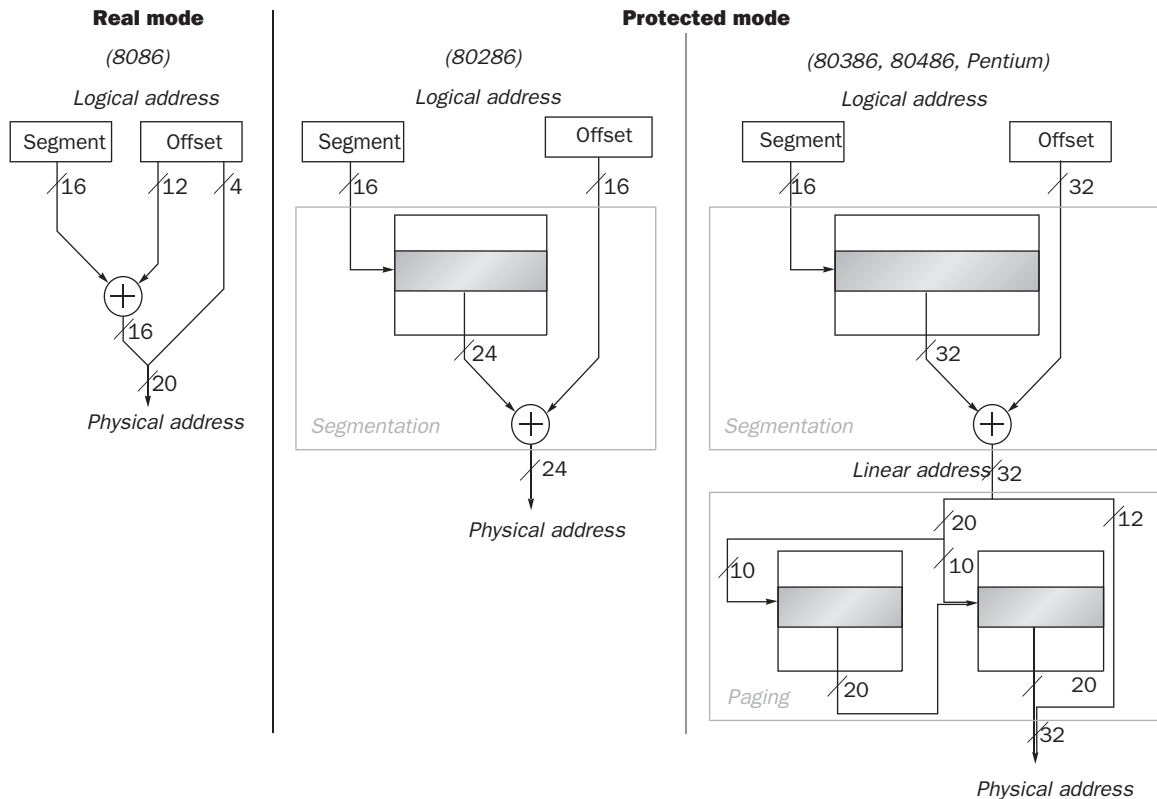 Real mode
Protected mode
(8086)
(80286)
(80386, 80486, Pentium)
Logical address
Logical address
Logical address
Segment
Offset
Segment
Offset
Segment
Offset
16
12
4
16
16
16
32
16
20
Physical address
24
Segmentation
24
Physical address
32
Segmentation
Linear address
32
20
12
10
10
20
20
Paging
32
Physical address